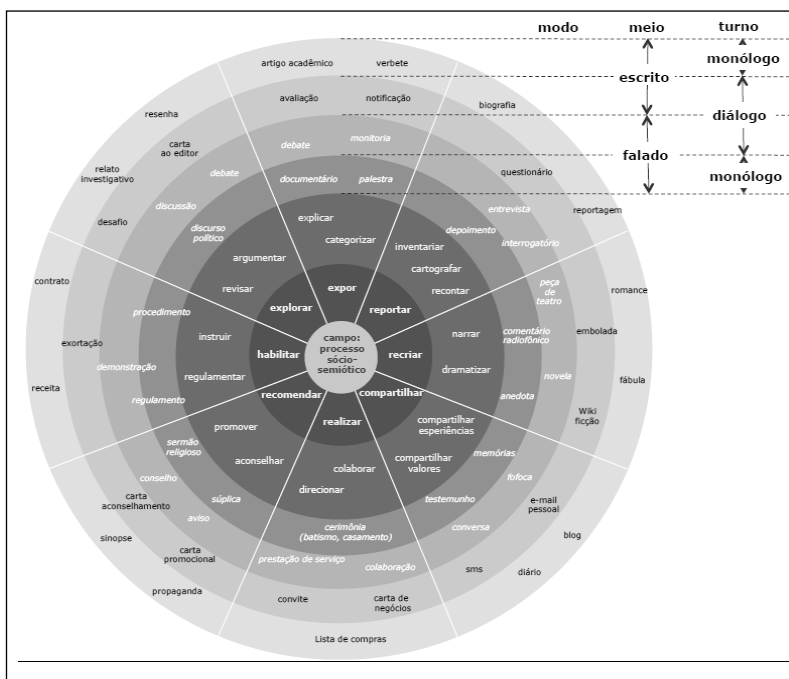 modo meio turno
monólogo
escrito
diálogo
falado
monólogo
artigo acadêmico verbete
avaliação notificação
biografia
resenha
carta
ao editor
debate
monitoria
debate
relato
investigativo
questionário
documentário palestra
entrevista
reportagem
discussão
desafio
discurso
político
depoimento
interrogatório
explicar
categorizar
inventariar
argumentar
cartografar
recontar
revisar
contrato
peça
de
teatro
romance
expor
explorar
reportar
procedimento
exortação
instruir
campo:
processo
sócio-
semiótico
narrar
comentário
radiofônico
embolada
habilitar
recriar
demonstração
regulamentar
dramatizar
novela
fábula
receita
recomendar
compartilhar
regulamento
anedota
realizar
Wiki
ficção
promover
compartilhar
esperiências
sermão
religioso
aconselhar
colaborar
compartilhar
valores
memórias
conselho
direcionar
fofoca
carta
aconselhamento
súplica
testemunho
e-mail
pessoal
aviso
cerimônia
(batismo, casamento)
conversa
sinopse
blog
carta
promocional
prestação de serviço
colaboração
sms
diário
propaganda
convite
carta de
negócios
Lista de compras